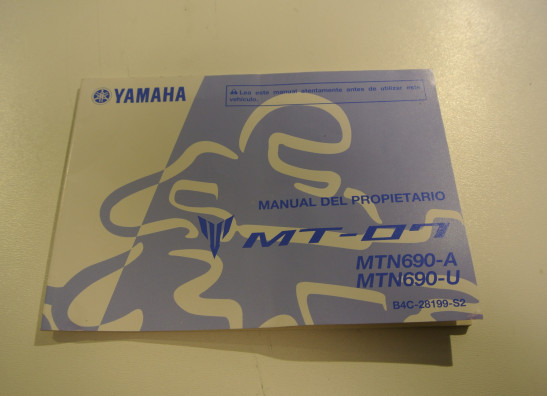 YAMAHA
Lea este manual atentamente antes de utilizar este
vehículo.
MANUAL DEL PROPIETARIO
MT-07
MTN690-A
MTN690-U
B4C-28199-S2